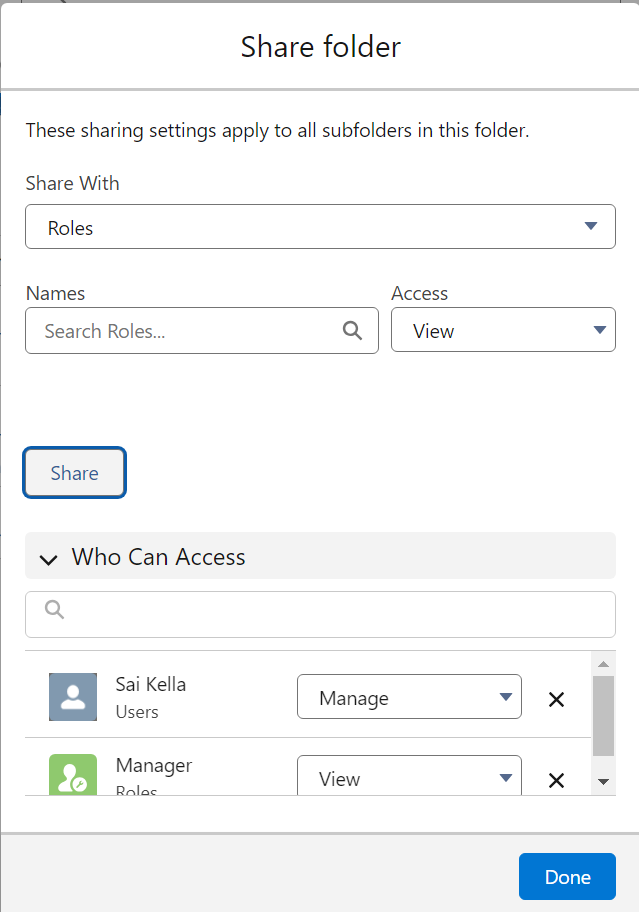 Share folder
These sharing settings apply to all subfolders in this folder.
Share With
Roles
Names Access
Search Roles... View
Share
Who Can Access
Sai Kella
Users
Manage
Manager
Roles
View
Done